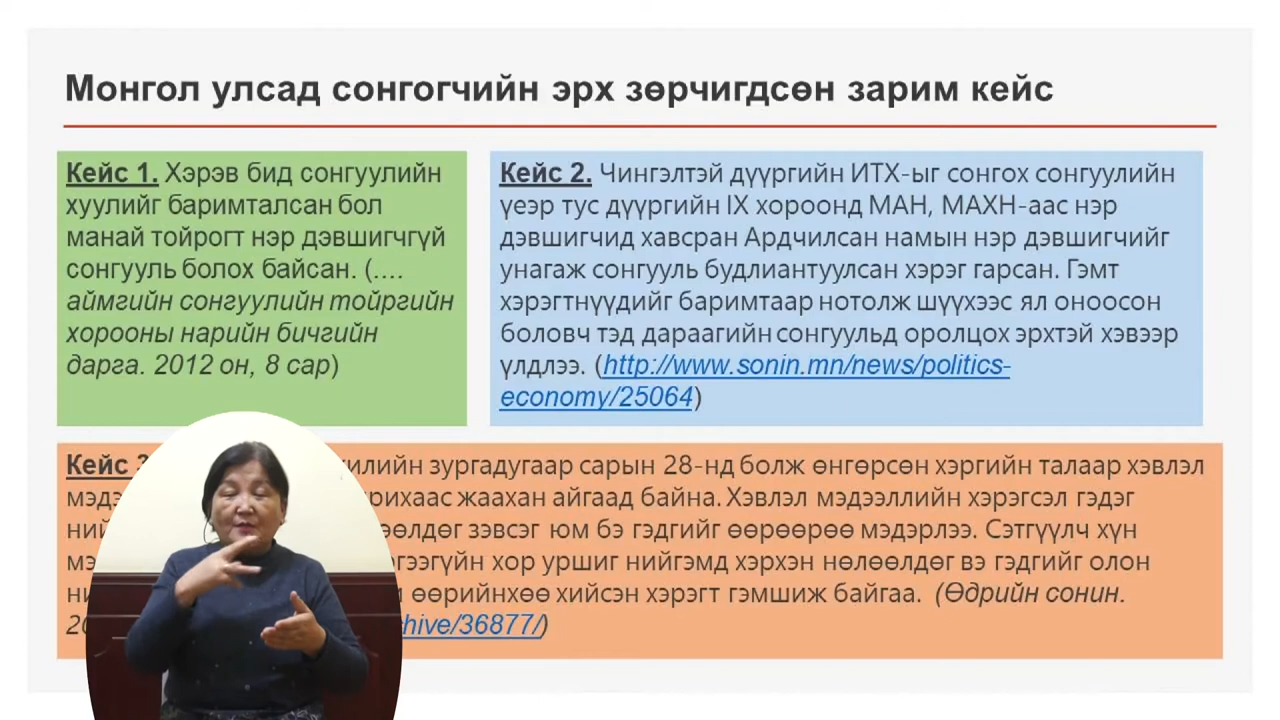 Монгол улсад сонгогчийн эрх зөрчигдсөн зарим кейс
Кейс 1. Хэрэв бид сонгуулийн
хуулийг баримталсан бол
манай тойрогт нэр дэвшигчгүй
сонгууль болох байсан. (....
аймгийн сонгуулийн тойргийн
хорооны нарийн бичгийн
дарга. 2012 он, 8 сар)
Кейс 2. Чингэлтэй дүүргийн ИТХ-ыг сонгох сонгуулийн
үеэр тус дүүргийн IX хороонд МАН, МАХН-аас нэр
дэвшигчид хавсран Ардчилсан намын нэр дэвшигчийг
унагаж сонгууль будлиантуулсан хэрэг гарсан. Гэмт
хэрэгтнүүдийг баримтаар нотолж шүүхээс ял оноосон
боловч тэд дараагийн сонгуульд оролцох эрхтэй хэвээр
үлдлээ. (http://www.sonin.mn/news/politics-
economy/25064)
Кейс зургадугаар сарын 28-нд болж өнгөрсөн хэргийн талаар хэвлэл
жаахан айгаад байна. Хэвлэл мэдээллийн хэрэгсэл гэдэг
зэвсэг юм бэ гэдгийг өөрөөрөө мэдэрлээ. Сэтгүүлч хүн
хор уршиг нийгэмд хэрхэн нөлөөлдөг вэ гэдгийг олон
өөрийнхөө хийсэн хэрэгт гэмшиж байгаа. (Өдрийн сонин.
hive/36877/)